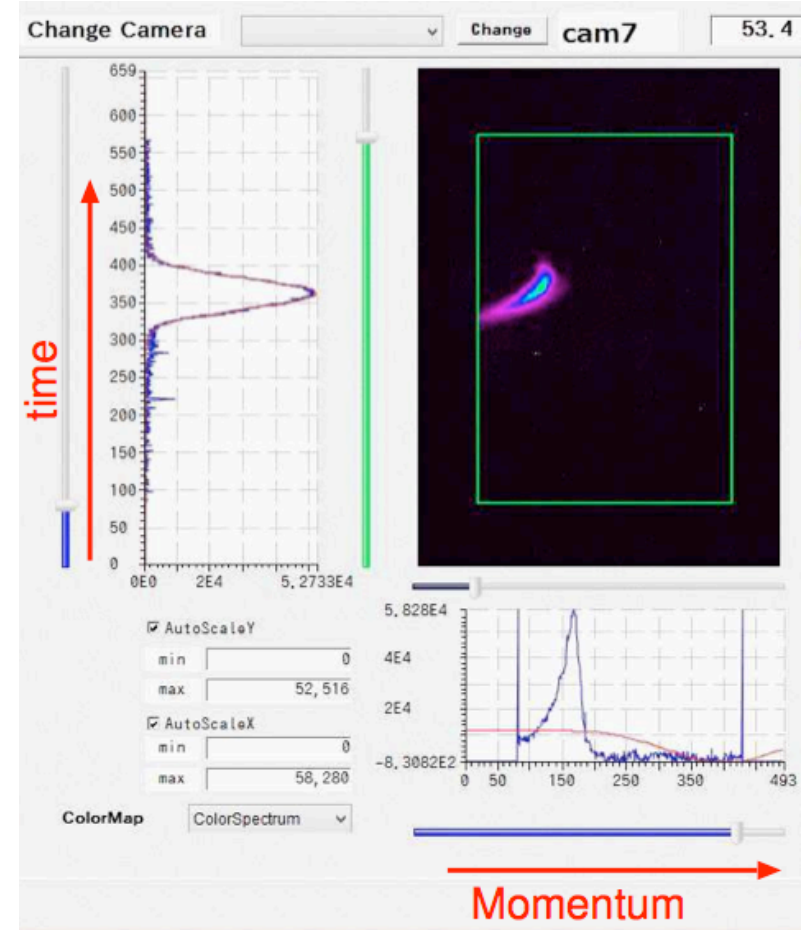 Change Camera Change cam7 53.4
659
600
550
500
450
400
350
300
250
200
150
100
50
0
0E0 2E4 5,2733E4
time
AutoScaleY
min 0
max 52,516
AutoScaleX
min 0
max 58,280
ColorMap ColorSpectrum
5,828E4
4E4
2E4
-8,3082E2
0 50 150 250 350 493
Momentum